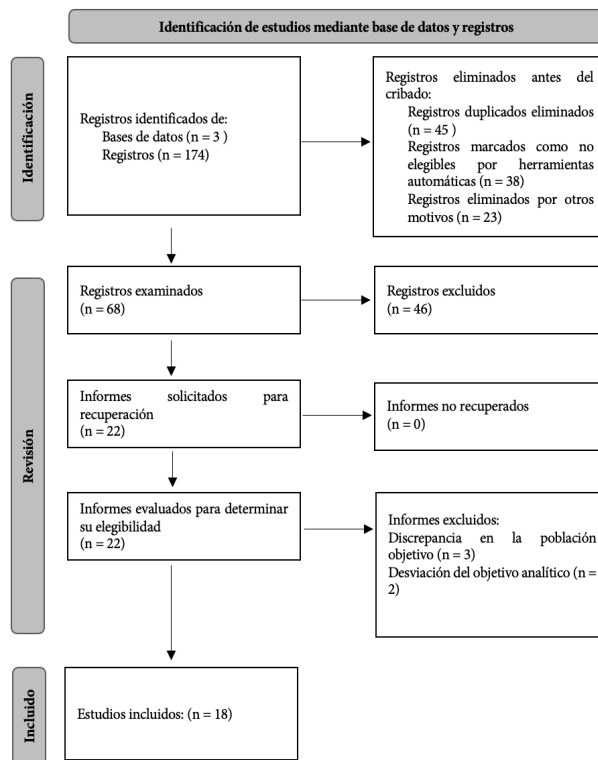 Identificación de estudios mediante base de datos y registros
Identificación
Registros identificados de:
Bases de datos (n = 3 )
Registros (n = 174)
Registros eliminados antes del
cribado:
Registros duplicados eliminados
(n = 45 )
Registros marcados como no
elegibles por herramientas
automáticas (n = 38)
Registros eliminados por otros
motivos (n = 23)
Revisión
Registros examinados
(n = 68)
Registros excluidos
(n = 46)
Informes solicitados para
recuperación
(n = 22)
Informes no recuperados
(n = 0)
Informes evaluados para determinar
su elegibilidad
(n = 22)
Informes excluidos:
Discrepancia en la población
objetivo (n = 3)
Desviación del objetivo analítico (n =
2)
Incluido
Estudios incluidos: (n = 18)